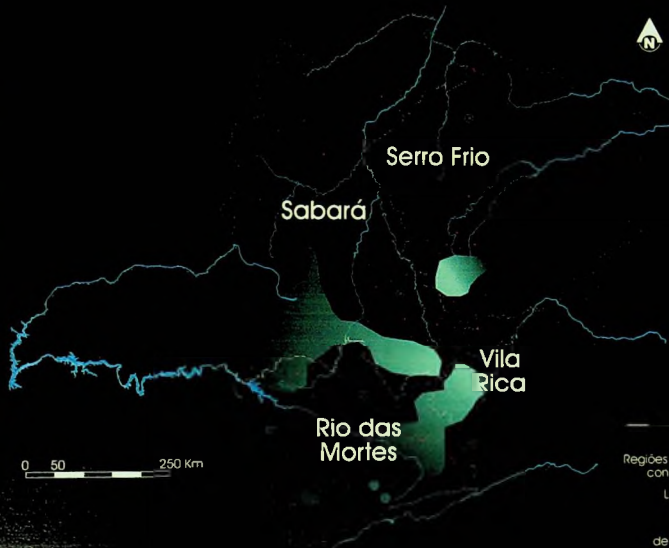 N
Serro Frio
Sabará
Vila
Rica
Rio das
Mortes
0 50 250 Km
Regiões
con
L
de